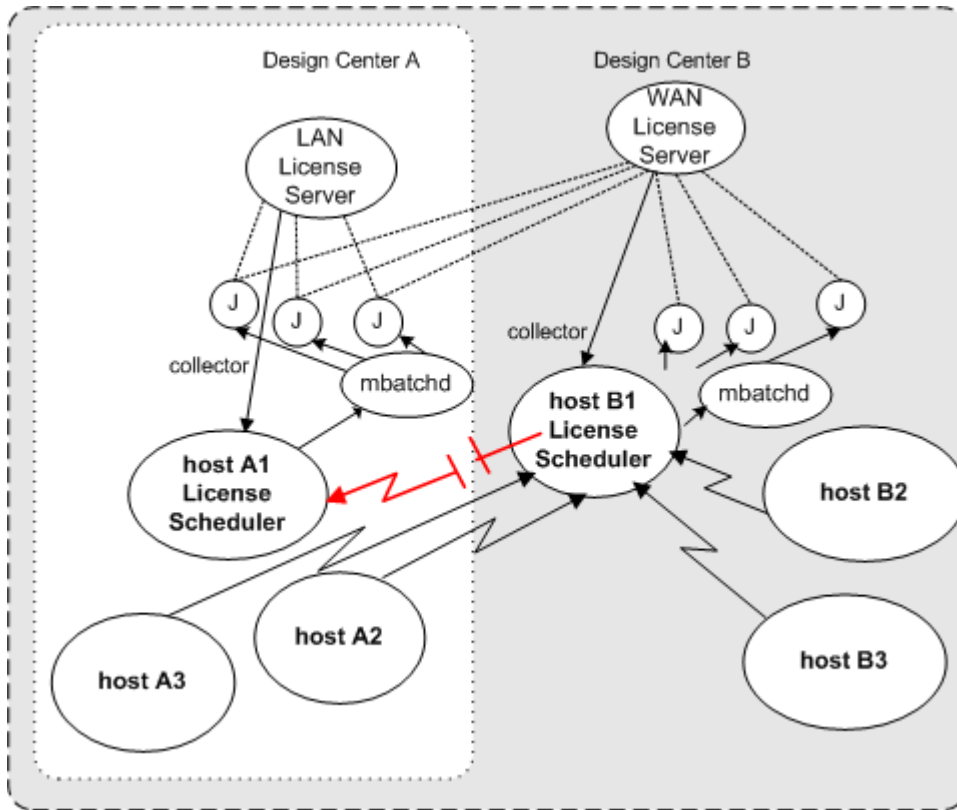 Design Center A
Design Center B
LAN
License
Server
WAN
License
Server
J
J
J
J
J
J
collector
collector
mbatchd
mbatchd
host A1
License
Scheduler
host B1
License
Scheduler
host B2
host A2
host A3
host B3